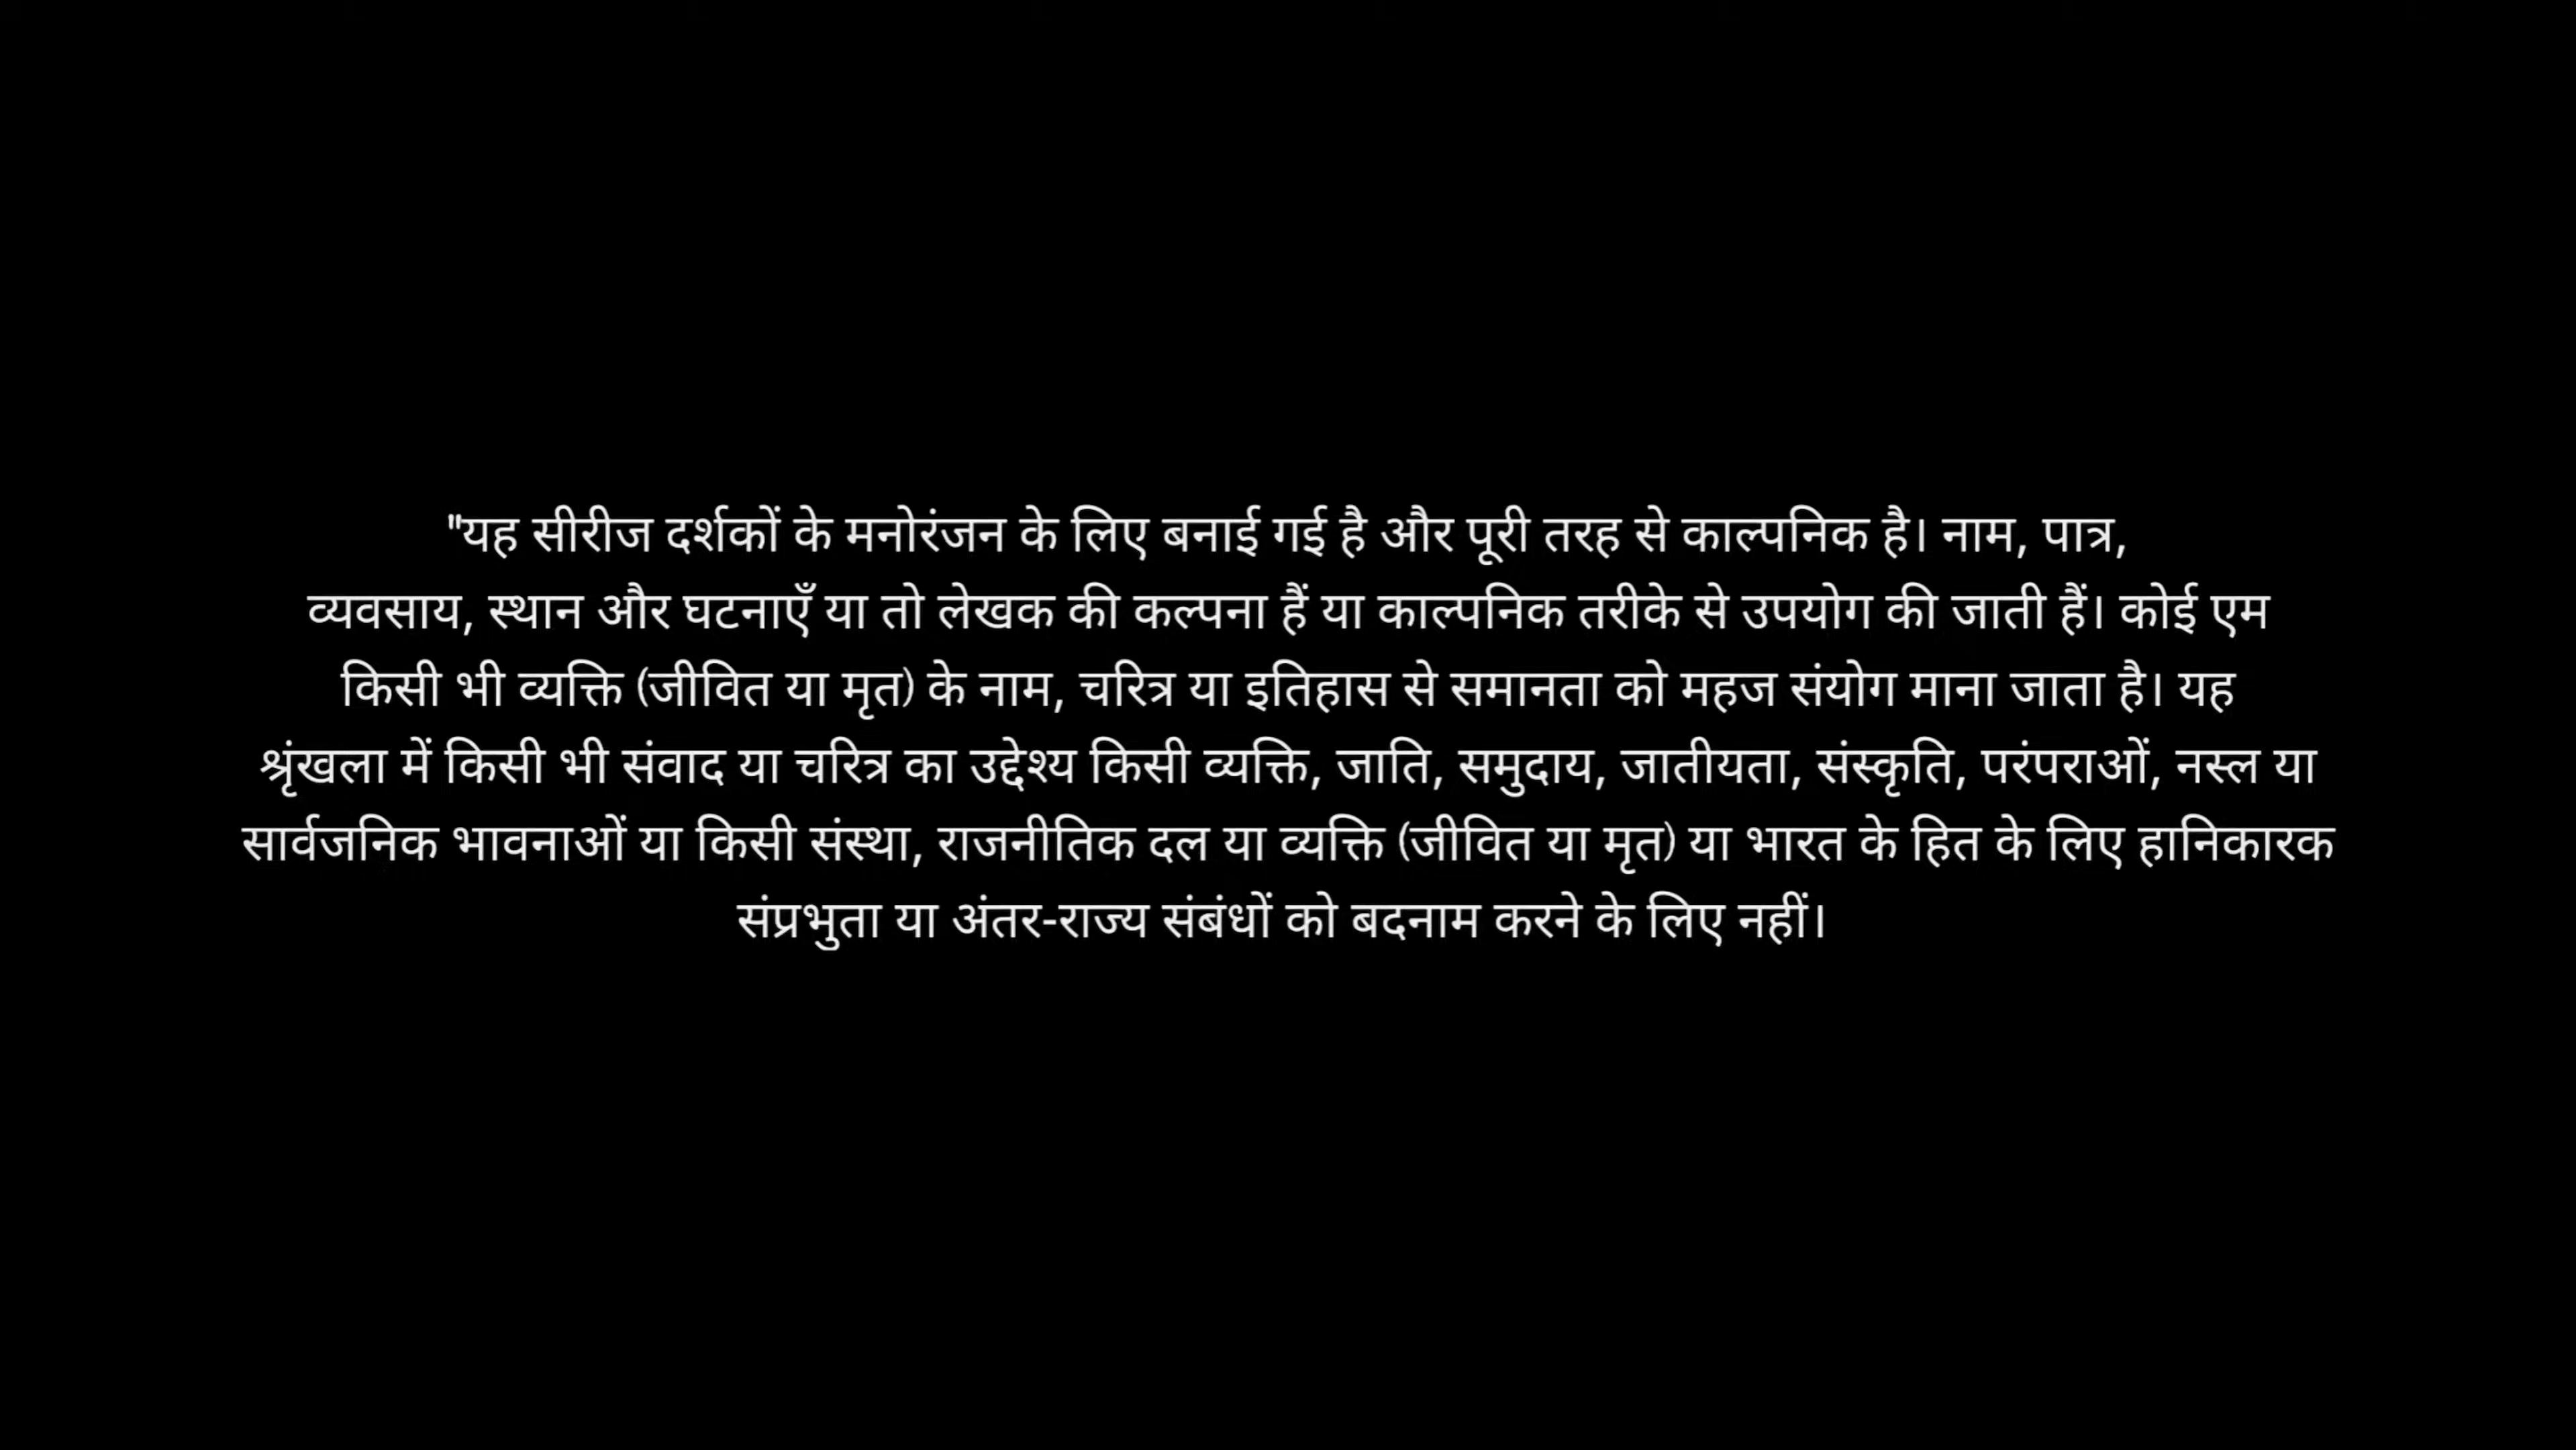 "यह सीरीज दर्शकों के मनोरंजन के लिए बनाई गई है और पूरी तरह से काल्पनिक है। नाम, पात्र,
व्यवसाय, स्थान और घटनाएँ या तो लेखक की कल्पना हैं या काल्पनिक तरीके से उपयोग की जाती हैं। कोई एम
किसी भी व्यक्ति (जीवित या मृत) के नाम, चरित्र या इतिहास से समानता को महज संयोग माना जाता है। यह
श्रृंखला में किसी भी संवाद या चरित्र का उद्देश्य किसी व्यक्ति, जाति, समुदाय, जातीयता, संस्कृति, परंपराओं, नस्ल या
सार्वजनिक भावनाओं या किसी संस्था, राजनीतिक दल या व्यक्ति (जीवित या मृत) या भारत के हित के लिए हानिकारक
संप्रभुता या अंतर-राज्य संबंधों को बदनाम करने के लिए नहीं।